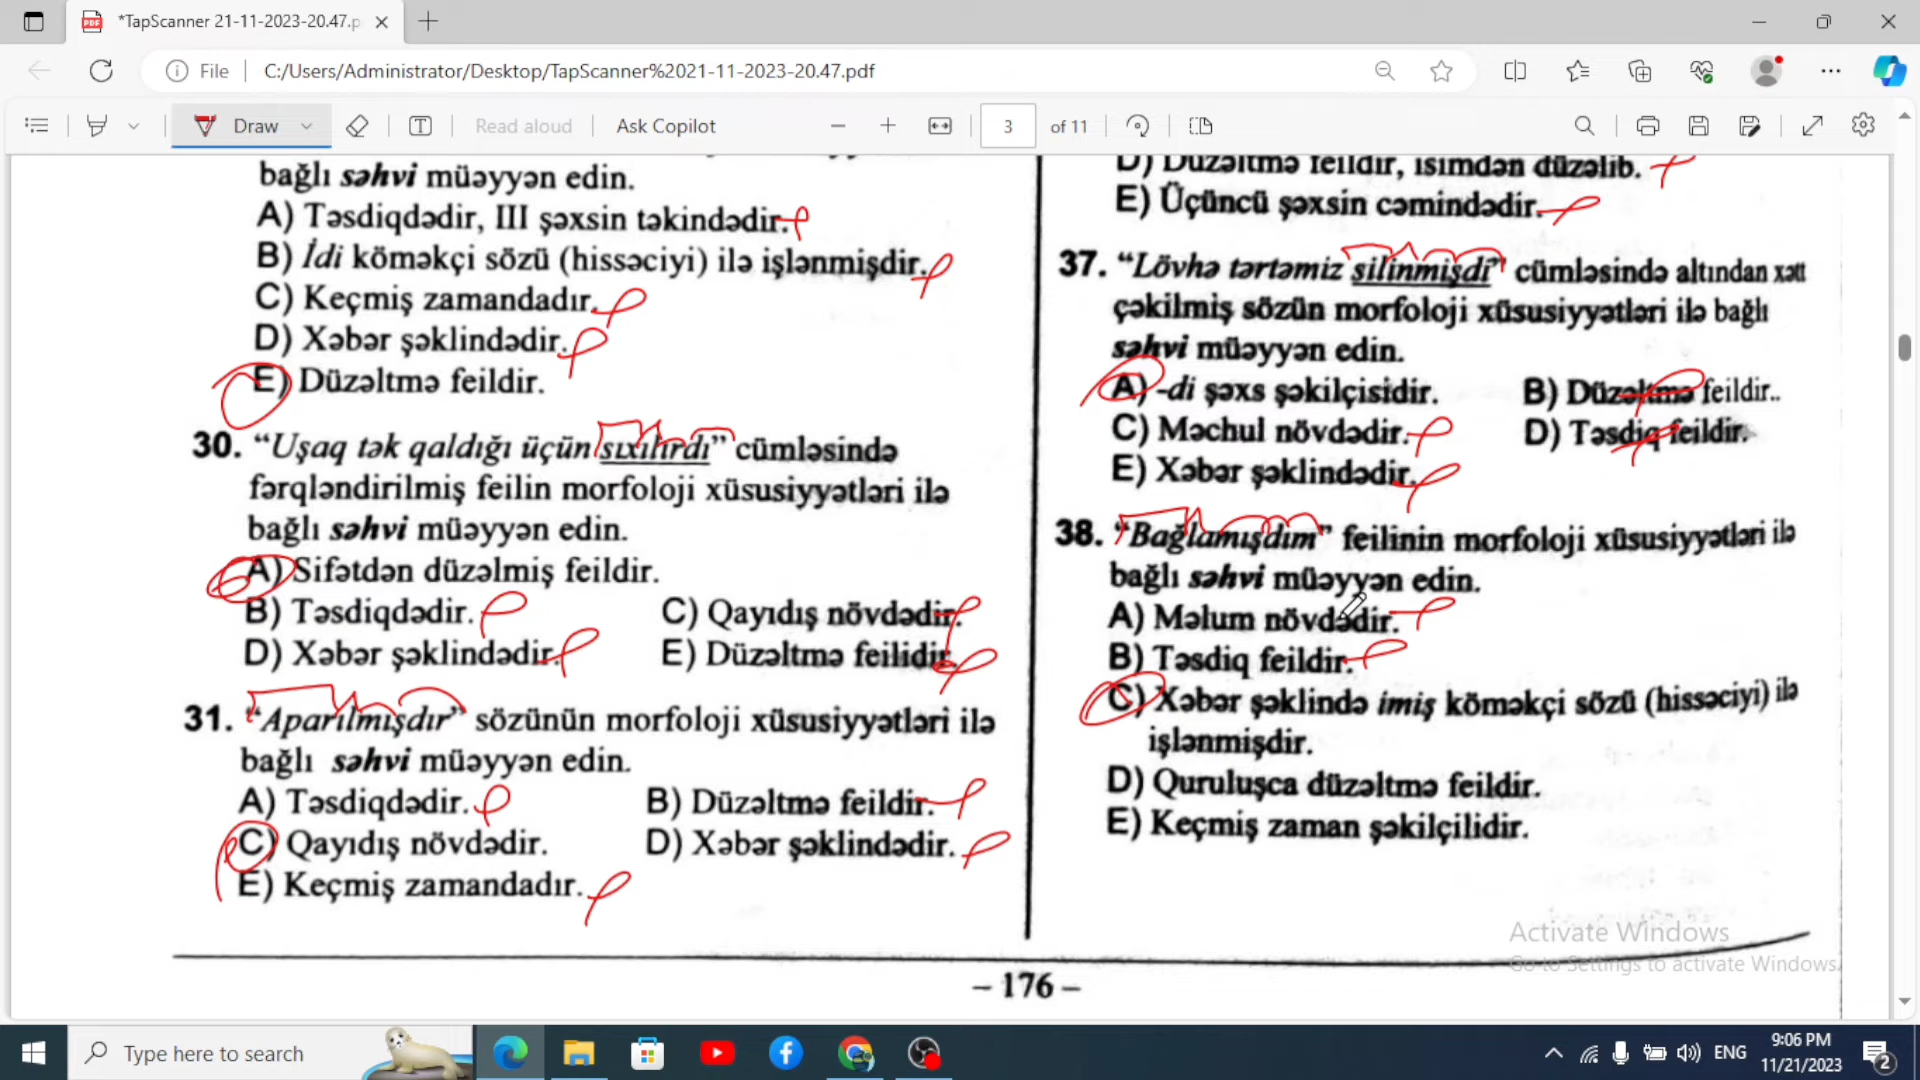 *TapScanner 21-11-2023-20.47.p
File
C:/Users/Administrator/Desktop/TapScanner%2021-11-2023-20.47.pdf
Draw
Read aloud
Ask Copilot
3
of 11
bağlı səhvi müəyyən edin.
A) Təsdiqdədir, III şəxsin təkindədir.
B) İdi köməkçi sözü (hissəciyi) ilə işlənmişdir.
C) Keçmiş zamandadır.
D) Xəbər şəklindədir.
E) Düzəltmə feildir.
30. “Uşaq tək qaldığı üçün sıxılırdı” cümləsində
fərqləndirilmiş feilin morfoloji xüsusiyyətləri ilə
bağlı səhvi müəyyən edin.
A) Sifətdən düzəlmiş feildir.
B) Təsdiqdədir. C) Qayıdış növdədir.
D) Xəbər şəklindədir. E) Düzəltmə feilidir.
31. “Aparılmışdır” sözünün morfoloji xüsusiyyətləri ilə
bağlı səhvi müəyyən edin.
A) Təsdiqdədir. B) Düzəltmə feildir.
C) Qayıdış növdədir. D) Xəbər şəklindədir.
E) Keçmiş zamandadır.
D) Düzəltmə feildir, isimdən düzəlib.
E) Üçüncü şəxsin cəmindədir.
37. “Lövhə tərtəmiz silinmişdi” cümləsində altından xətt
çəkilmiş sözün morfoloji xüsusiyyətləri ilə bağlı
səhvi müəyyən edin.
A) -di şəxs şəkilçisidir. B) Düzəltmə feildir..
C) Məchul növdədir. D) Təsdiq feildir.
E) Xəbər şəklindədir.
38. “Bağlamışdım” feilinin morfoloji xüsusiyyətləri ilə
bağlı səhvi müəyyən edin.
A) Məlum növdədir.
B) Təsdiq feildir.
C) Xəbər şəklində imiş köməkçi sözü (hissəciyi) ilə
işlənmişdir.
D) Quruluşca düzəltmə feildir.
E) Keçmiş zaman şəkilçilidir.
– 176 –
Activate Windows
Go to Settings to activate Windows.
Type here to search
ENG
9:06 PM
11/21/2023
2